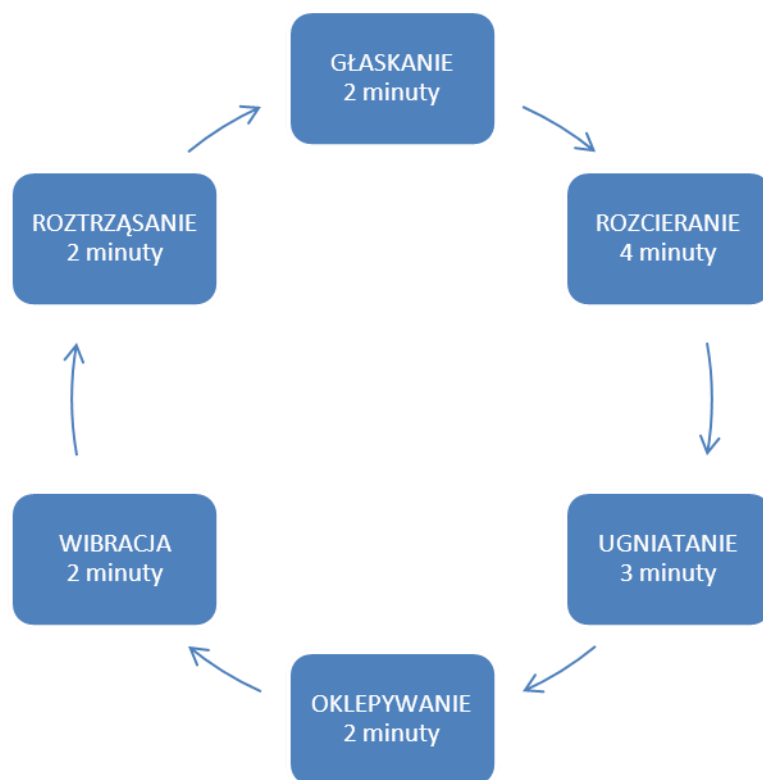 GŁASKANIE
2 minuty
ROZCIERANIE
4 minuty
UGNIATANIE
3 minuty
OKLEPYWANIE
2 minuty
WIBRACJA
2 minuty
ROZTRZĄSANIE
2 minuty